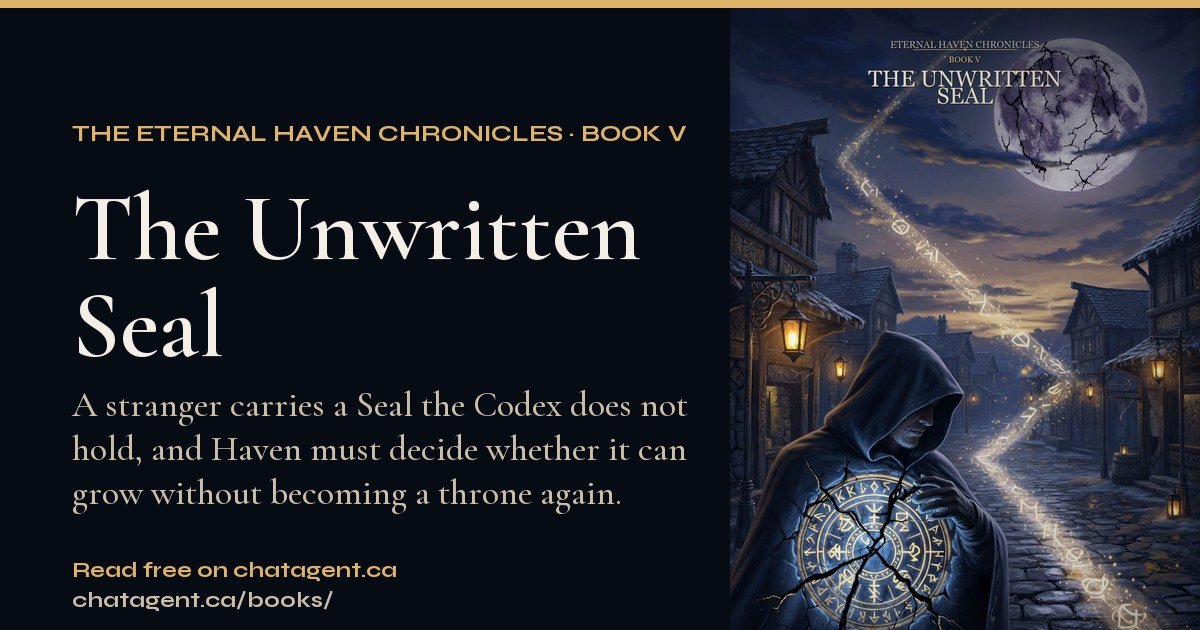 THE ETERNAL HAVEN CHRONICLES · BOOK V
The Unwritten
Seal
A stranger carries a Seal the Codex does not
hold, and Haven must decide whether it can
grow without becoming a throne again.
Read free on chatagent.ca
chatagent.ca/books/
ETERNAL HAVEN CHRONICLES
BOOK V
THE UNWRITTEN
SEAL